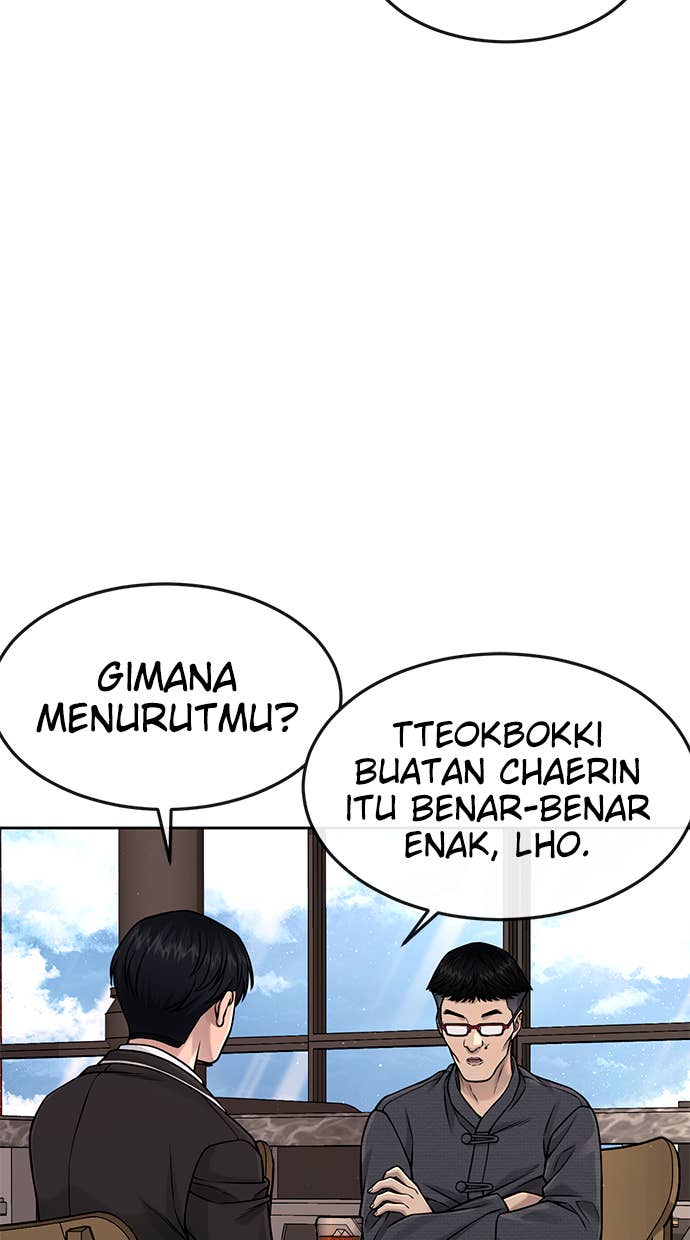 GIMANA
MENURUTMU?
TTEOKBOKKI
BUATAN CHAERIN
ITU BENAR-BENAR
ENAK, LHO.